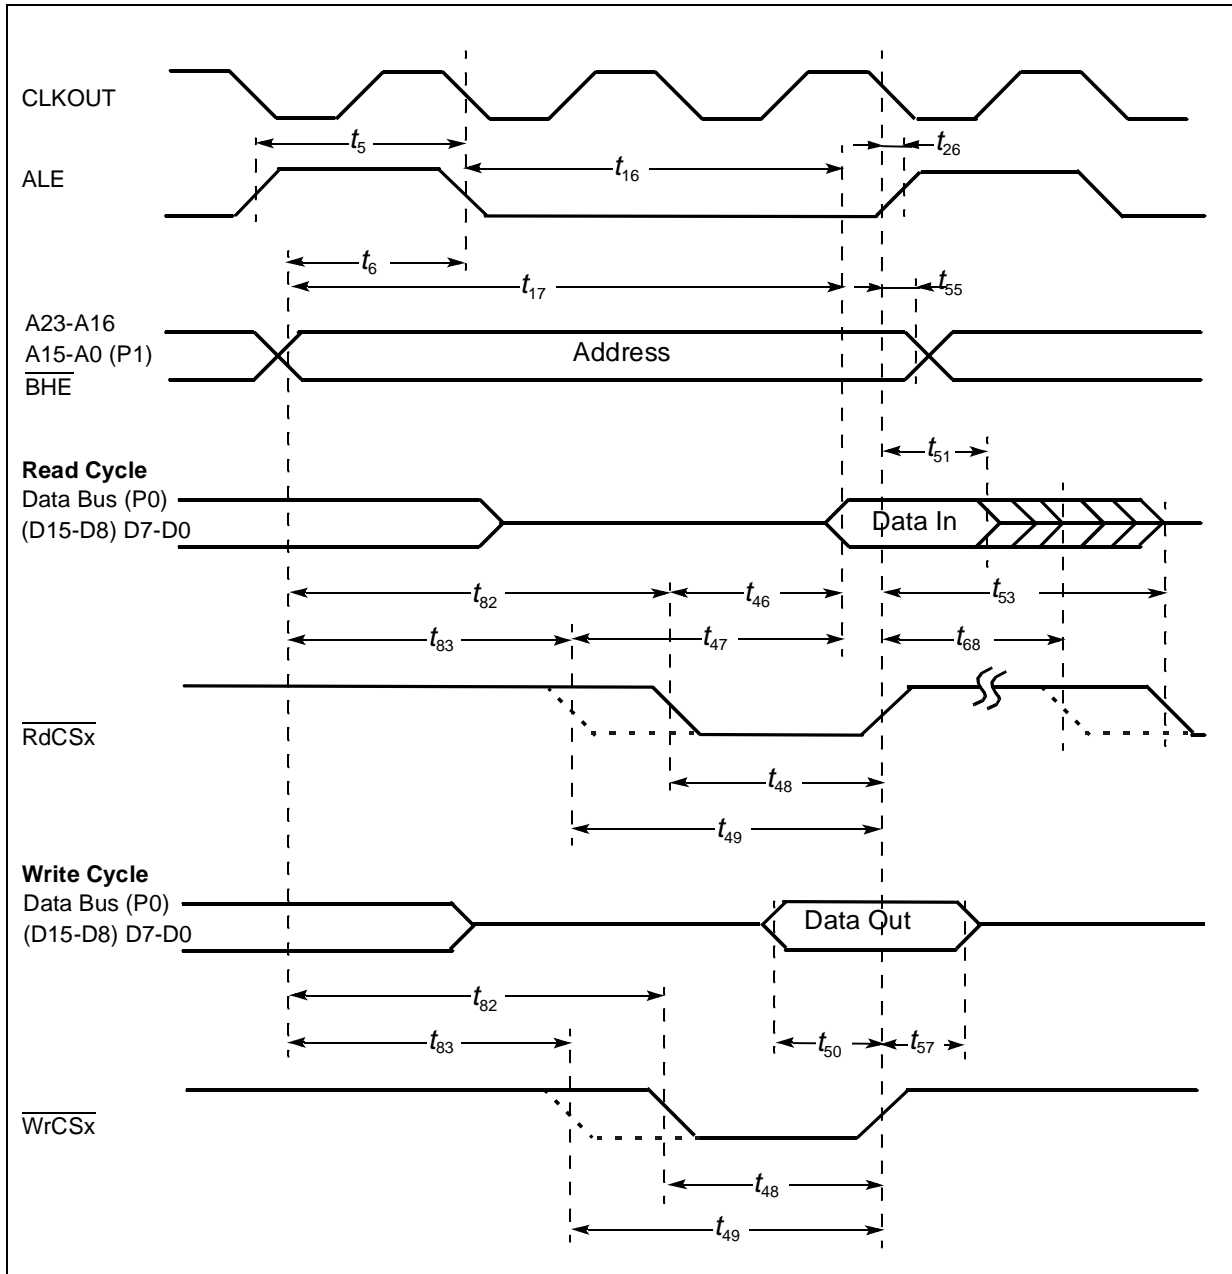 CLKOUT
t5
t26
ALE
t16
t6
t17
t55
A23-A16
A15-A0 (P1)
Address
BHE
t51
Read Cycle
Data Bus (P0)
(D15-D8) D7-D0
Data In
t82
t46
t53
t83
t47
t68
RdCSx
t48
t49
Write Cycle
Data Bus (P0)
(D15-D8) D7-D0
Data Out
t82
t83
t50
t57
WrCSx
t48
t49